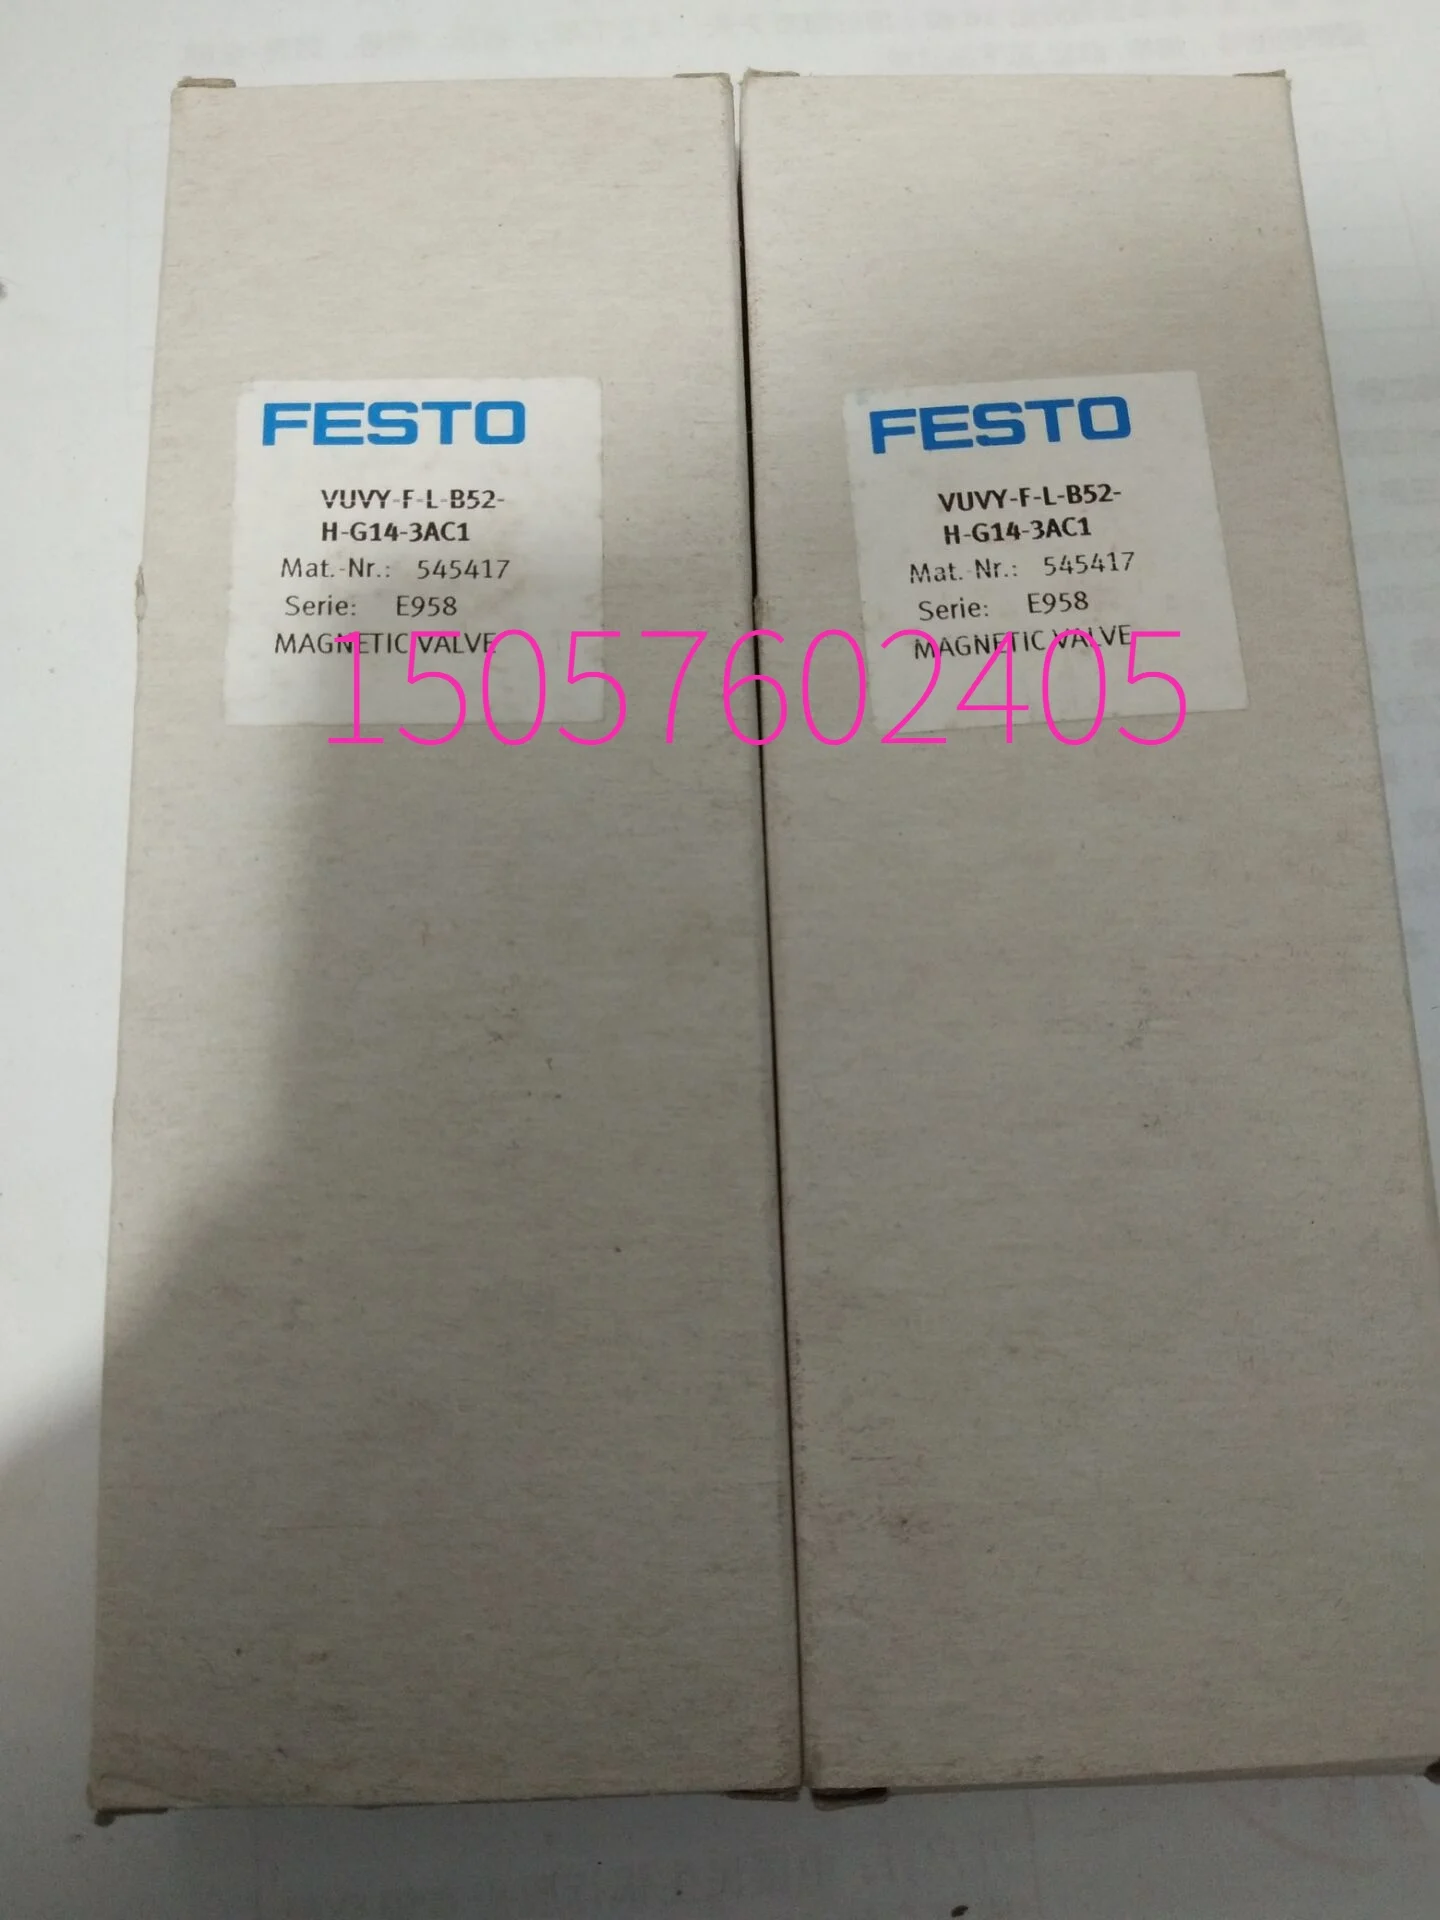 FESTO
VUVY-F-L-B52-
H-G14-3AC1
Mat.-Nr.: 545417
Serie: E958
MAGNETIC VALVE
FESTO
VUVY-F-L-B52-
H-G14-3AC1
Mat.-Nr.: 545417
Serie: E958
MAGNETIC VALVE
15057602405